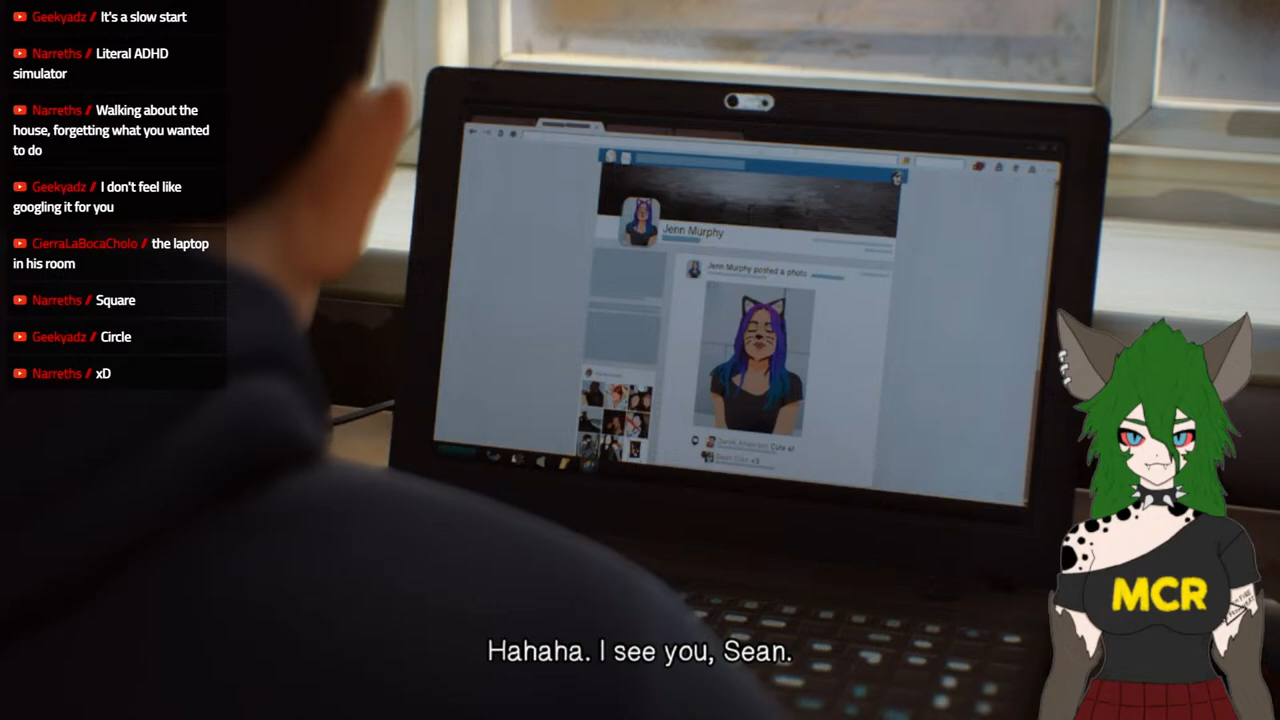 Geekyadz // It's a slow start
Narreths // Literal ADHD
simulator
Narreths // Walking about the
house, forgetting what you wanted
to do
Geekyadz // I don't feel like
googling it for you
CierraLaBocaCholo // the laptop
in his room
Narreths // Square
Geekyadz // Circle
Narreths // xD
Jenn Murphy
Jenn Murphy posted a photo
MCR
Hahaha. I see you, Sean.